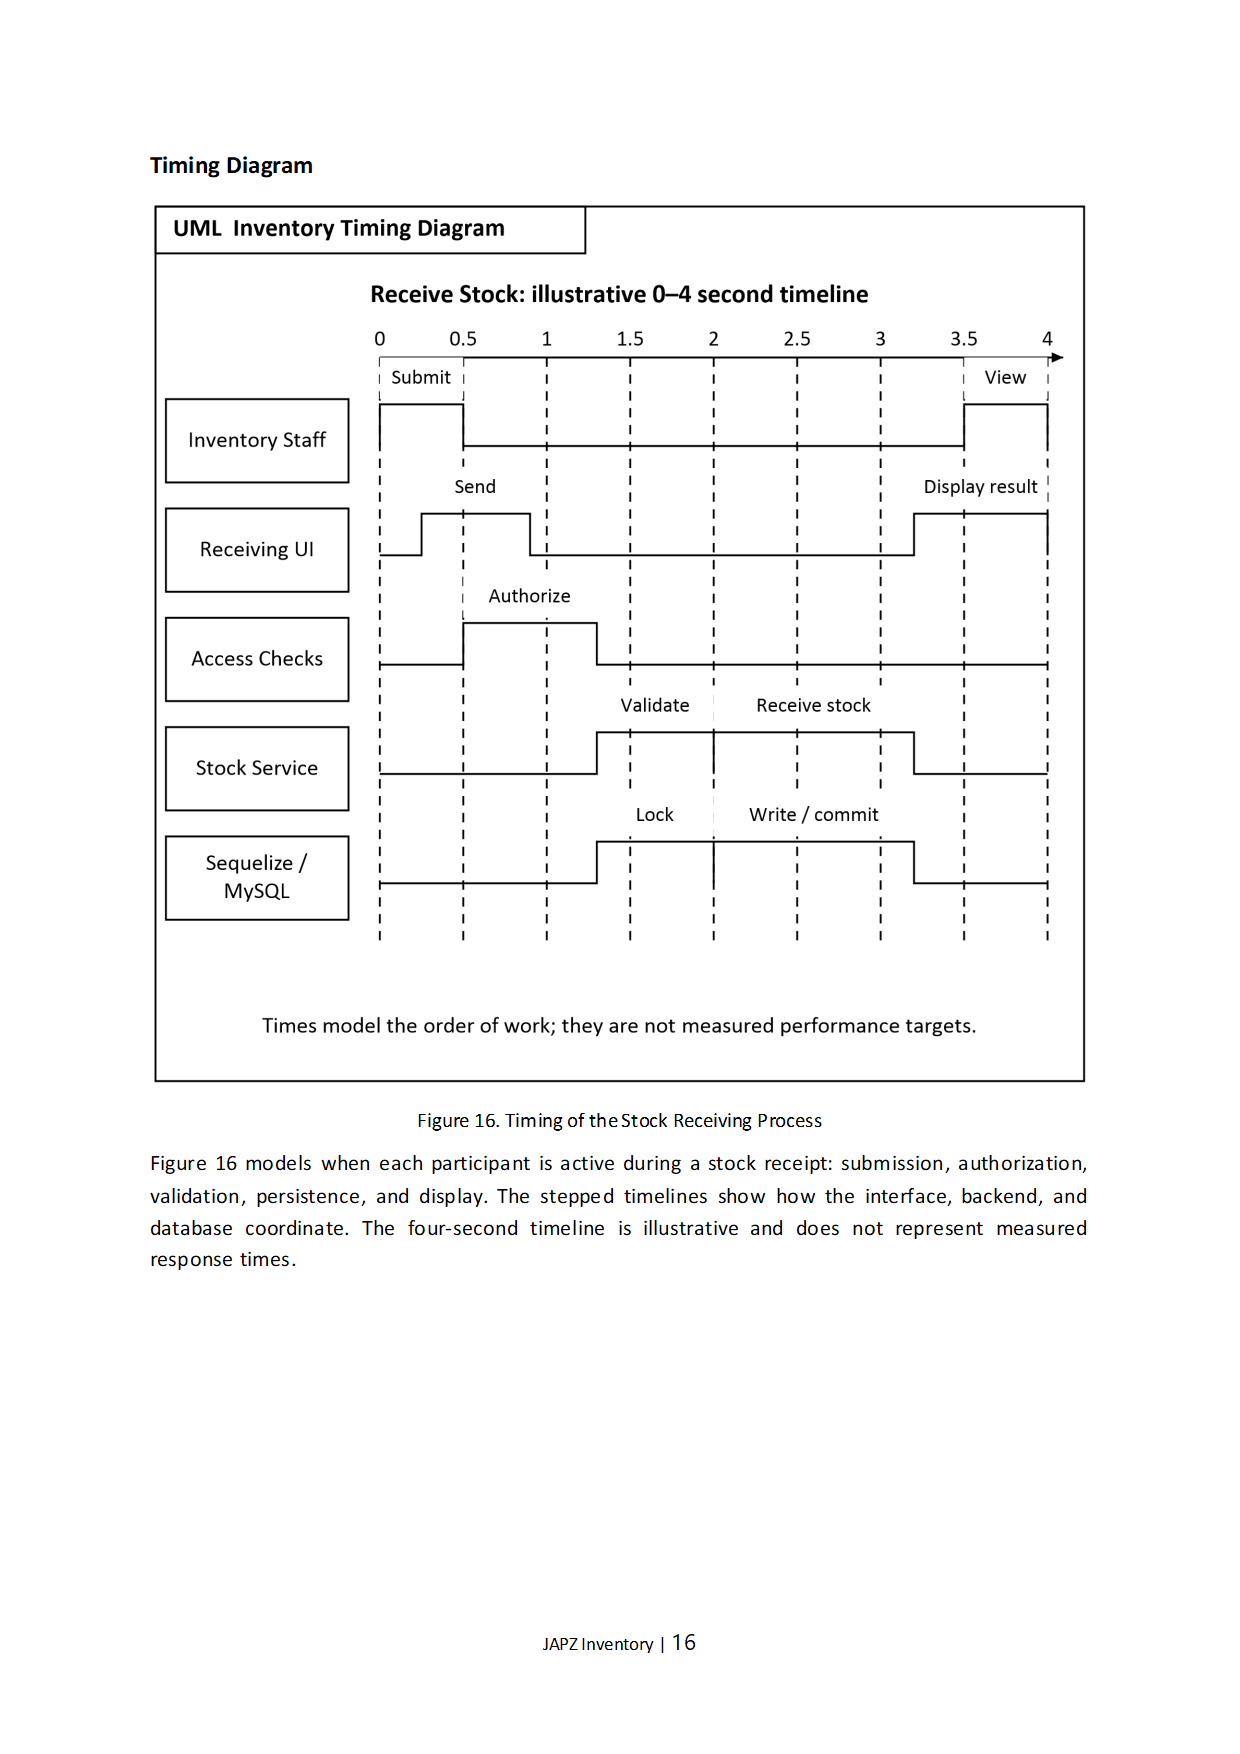 Timing Diagram
UML  Inventory Timing Diagram
Receive Stock: illustrative 0–4 second timeline
0 0.5 1 1.5 2 2.5 3 3.5 4
Submit View
Inventory Staff
Send Display result
Receiving UI
Authorize
Access Checks
Validate Receive stock
Stock Service
Lock Write / commit
Sequelize /
MySQL
Times model the order of work; they are not measured performance targets.
Figure 16. Timing of the Stock Receiving Process
Figure 16 models when each participant is active during a stock receipt: submission, authorization,
validation, persistence, and display. The stepped timelines show how the interface, backend, and
database coordinate. The four-second timeline is illustrative and does not represent measured
response times.
JAPZ Inventory | 16